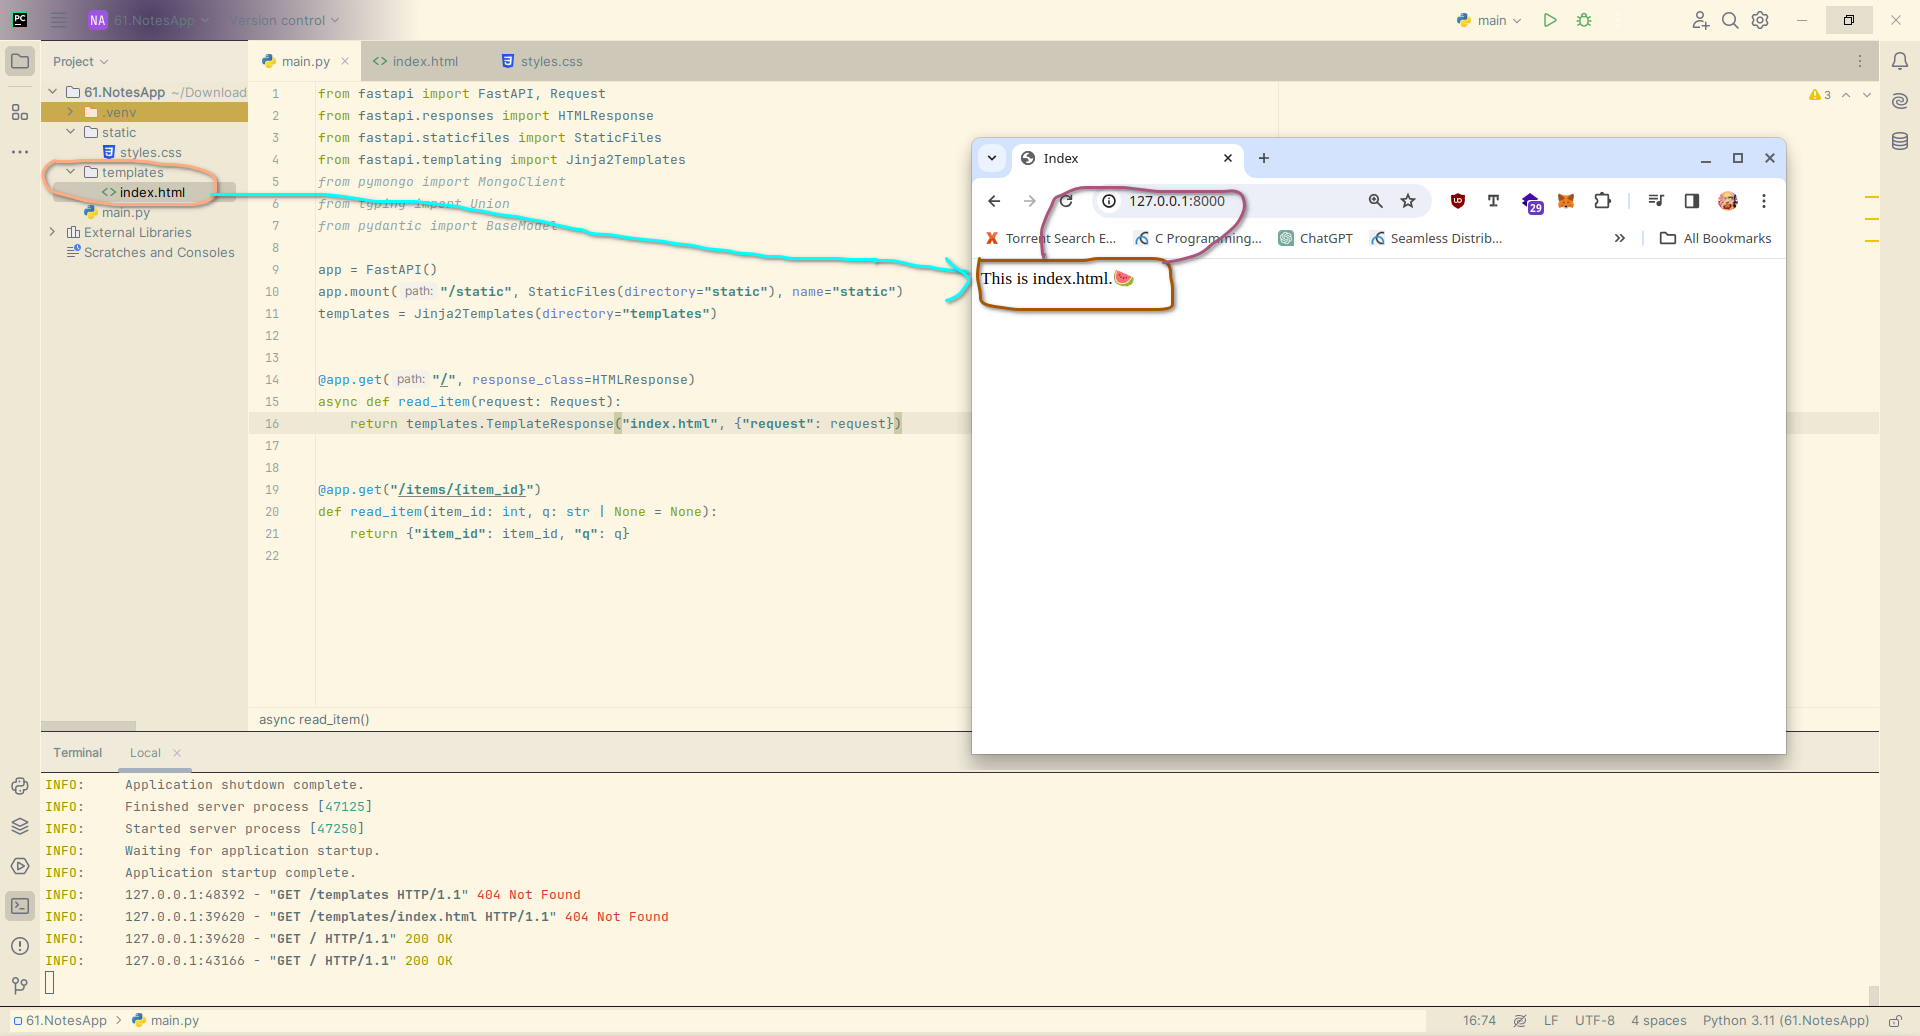 PC NA 61.NotesApp Version control main
Project
main.py index.html styles.css
61.NotesApp ~/Download
.venv
static
styles.css
templates
index.html
main.py
External Libraries
Scratches and Consoles
3
1 from fastapi import FastAPI, Request
2 from fastapi.responses import HTMLResponse
3 from fastapi.staticfiles import StaticFiles
4 from fastapi.templating import Jinja2Templates
5 from pymongo import MongoClient
6 from typing import Union
7 from pydantic import BaseModel
8
9 app = FastAPI()
10 app.mount( path: "/static", StaticFiles(directory="static"), name="static")
11 templates = Jinja2Templates(directory="templates")
12
13
14 @app.get( path: "/", response_class=HTMLResponse)
15 async def read_item(request: Request):
16 return templates.TemplateResponse("index.html", {"request": request})
17
18
19 @app.get("/items/{item_id}")
20 def read_item(item_id: int, q: str | None = None):
21 return {"item_id": item_id, "q": q}
22
async read_item()
Index
127.0.0.1:8000
29
Torrent Search E... C Programming... ChatGPT Seamless Distrib... » All Bookmarks
This is index.html.🍉
Terminal Local
INFO: Application shutdown complete.
INFO: Finished server process [47125]
INFO: Started server process [47250]
INFO: Waiting for application startup.
INFO: Application startup complete.
INFO: 127.0.0.1:48392 - "GET /templates HTTP/1.1" 404 Not Found
INFO: 127.0.0.1:39620 - "GET /templates/index.html HTTP/1.1" 404 Not Found
INFO: 127.0.0.1:39620 - "GET / HTTP/1.1" 200 OK
INFO: 127.0.0.1:43166 - "GET / HTTP/1.1" 200 OK
61.NotesApp > main.py 16:74 LF UTF-8 4 spaces Python 3.11 (61.NotesApp)